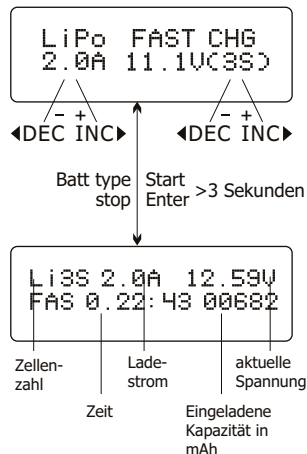 LiPo FAST CHG
2.0A 11.1V(3S)
- + - +
◀DEC INC▶ ◀DEC INC▶
Batt type Start
stop Enter >3 Sekunden
Li3S 2.0A 12.59V
FAS 0.22:43 00682
Zellen- Lade- aktuelle
zahl strom Spannung
Zeit Eingeladene
Kapazität in
mAh